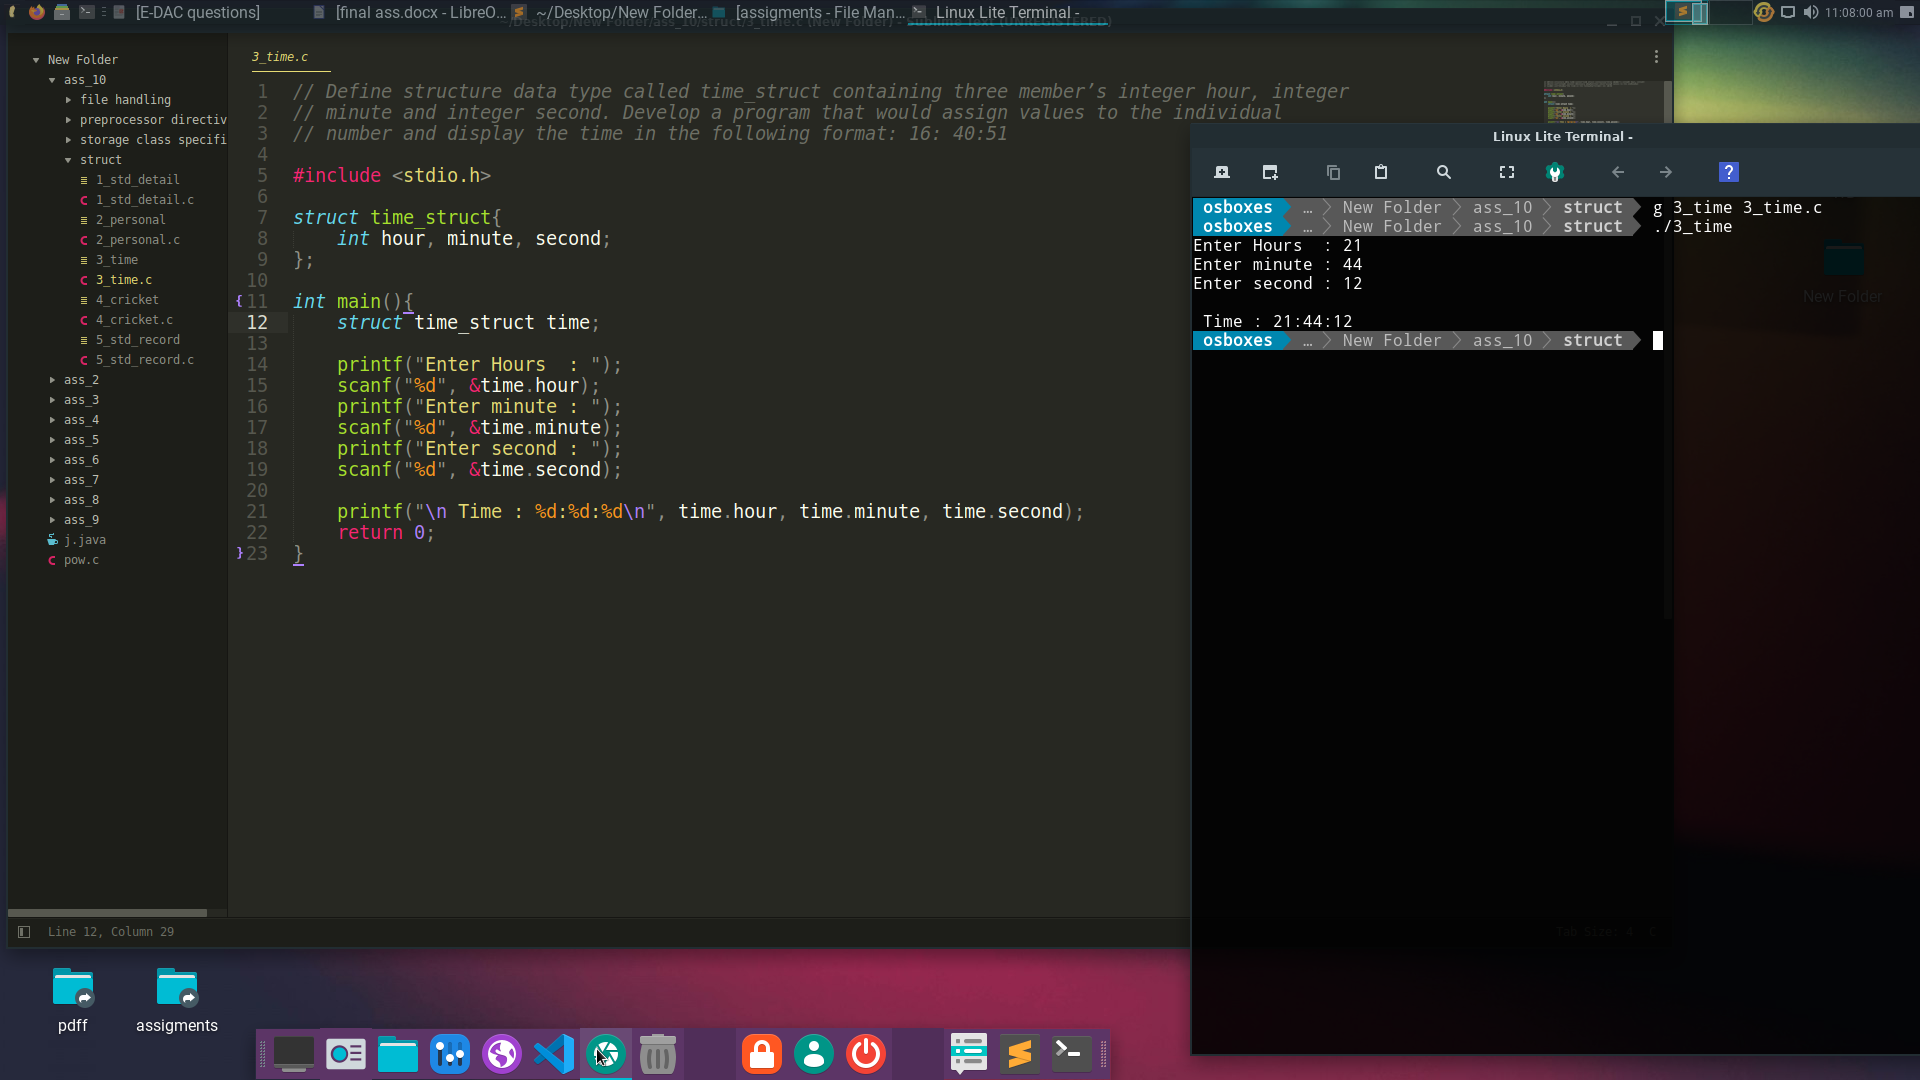 [E-DAC questions]
[final ass.docx - LibreO...
~/Desktop/New Folder...
[assigments - File Man...
Linux Lite Terminal -
11:08:00 am
New Folder
ass_10
file handling
preprocessor directiv
storage class specifi
struct
1_std_detail
1_std_detail.c
2_personal
2_personal.c
3_time
3_time.c
4_cricket
4_cricket.c
5_std_record
5_std_record.c
ass_2
ass_3
ass_4
ass_5
ass_6
ass_7
ass_8
ass_9
j.java
pow.c
3_time.c
1 // Define structure data type called time_struct containing three member’s integer hour, integer
2 // minute and integer second. Develop a program that would assign values to the individual
3 // number and display the time in the following format: 16: 40:51
4
5 #include <stdio.h>
6
7 struct time_struct{
8     int hour, minute, second;
9 };
10
11 int main(){
12     struct time_struct time;
13
14     printf("Enter Hours  : ");
15     scanf("%d", &time.hour);
16     printf("Enter minute : ");
17     scanf("%d", &time.minute);
18     printf("Enter second : ");
19     scanf("%d", &time.second);
20
21     printf("\n Time : %d:%d:%d\n", time.hour, time.minute, time.second);
22     return 0;
23 }
Line 12, Column 29
Tab Size: 4 C
Linux Lite Terminal -
?
osboxes … New Folder ass_10 struct g 3_time 3_time.c
osboxes … New Folder ass_10 struct ./3_time
Enter Hours  : 21
Enter minute : 44
Enter second : 12
Time : 21:44:12
osboxes … New Folder ass_10 struct
New Folder
pdff
assigments